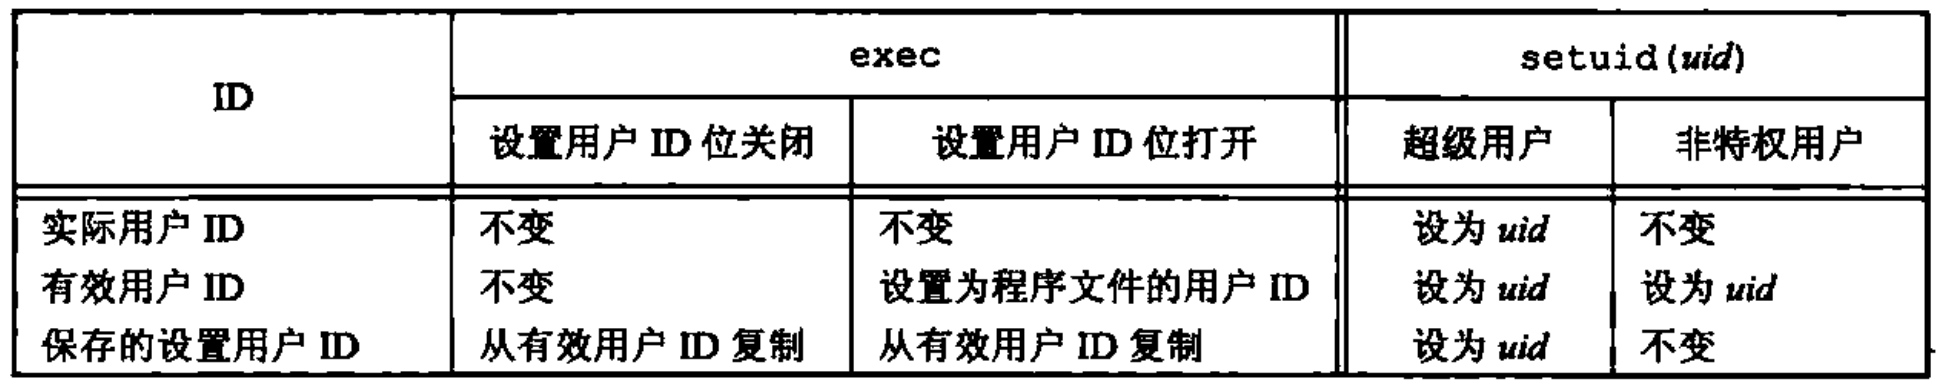 ID exec setuid(uid)
设置用户 ID 位关闭 设置用户 ID 位打开 超级用户 非特权用户
实际用户 ID 不变 不变 设为 uid 不变
有效用户 ID 不变 设置为程序文件的用户 ID 设为 uid 设为 uid
保存的设置用户 ID 从有效用户 ID 复制 从有效用户 ID 复制 设为 uid 不变